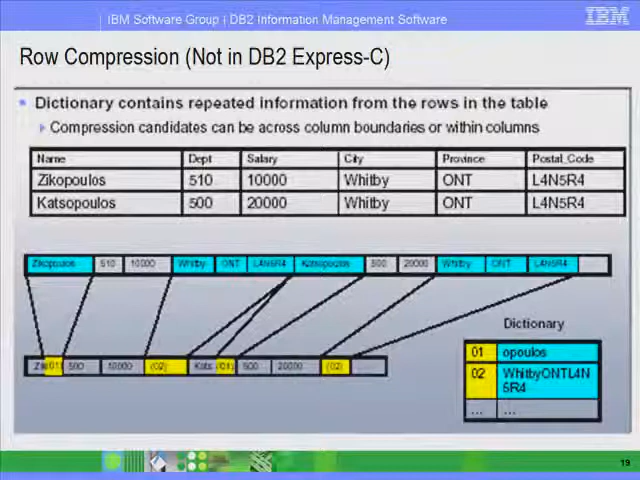 IBM Software Group | DB2 Information Management Software
IBM
Row Compression (Not in DB2 Express-C)
Dictionary contains repeated information from the rows in the table
Compression candidates can be across column boundaries or within columns
Name Dept Salary City Province Postal_Code
Zikopoulos 510 10000 Whitby ONT L4N5R4
Katsopoulos 500 20000 Whitby ONT L4N5R4
Zikopoulos 510 10000 Whitby ONT L4N5R4 Katsopoulos 500 20000 Whitby ONT L4N5R4
Dictionary
01 opoulos
02 WhitbyONTL4N
5R4
... ...
Zik (01) 500 10000 (02) Kats (01) 500 20000 (02)
19